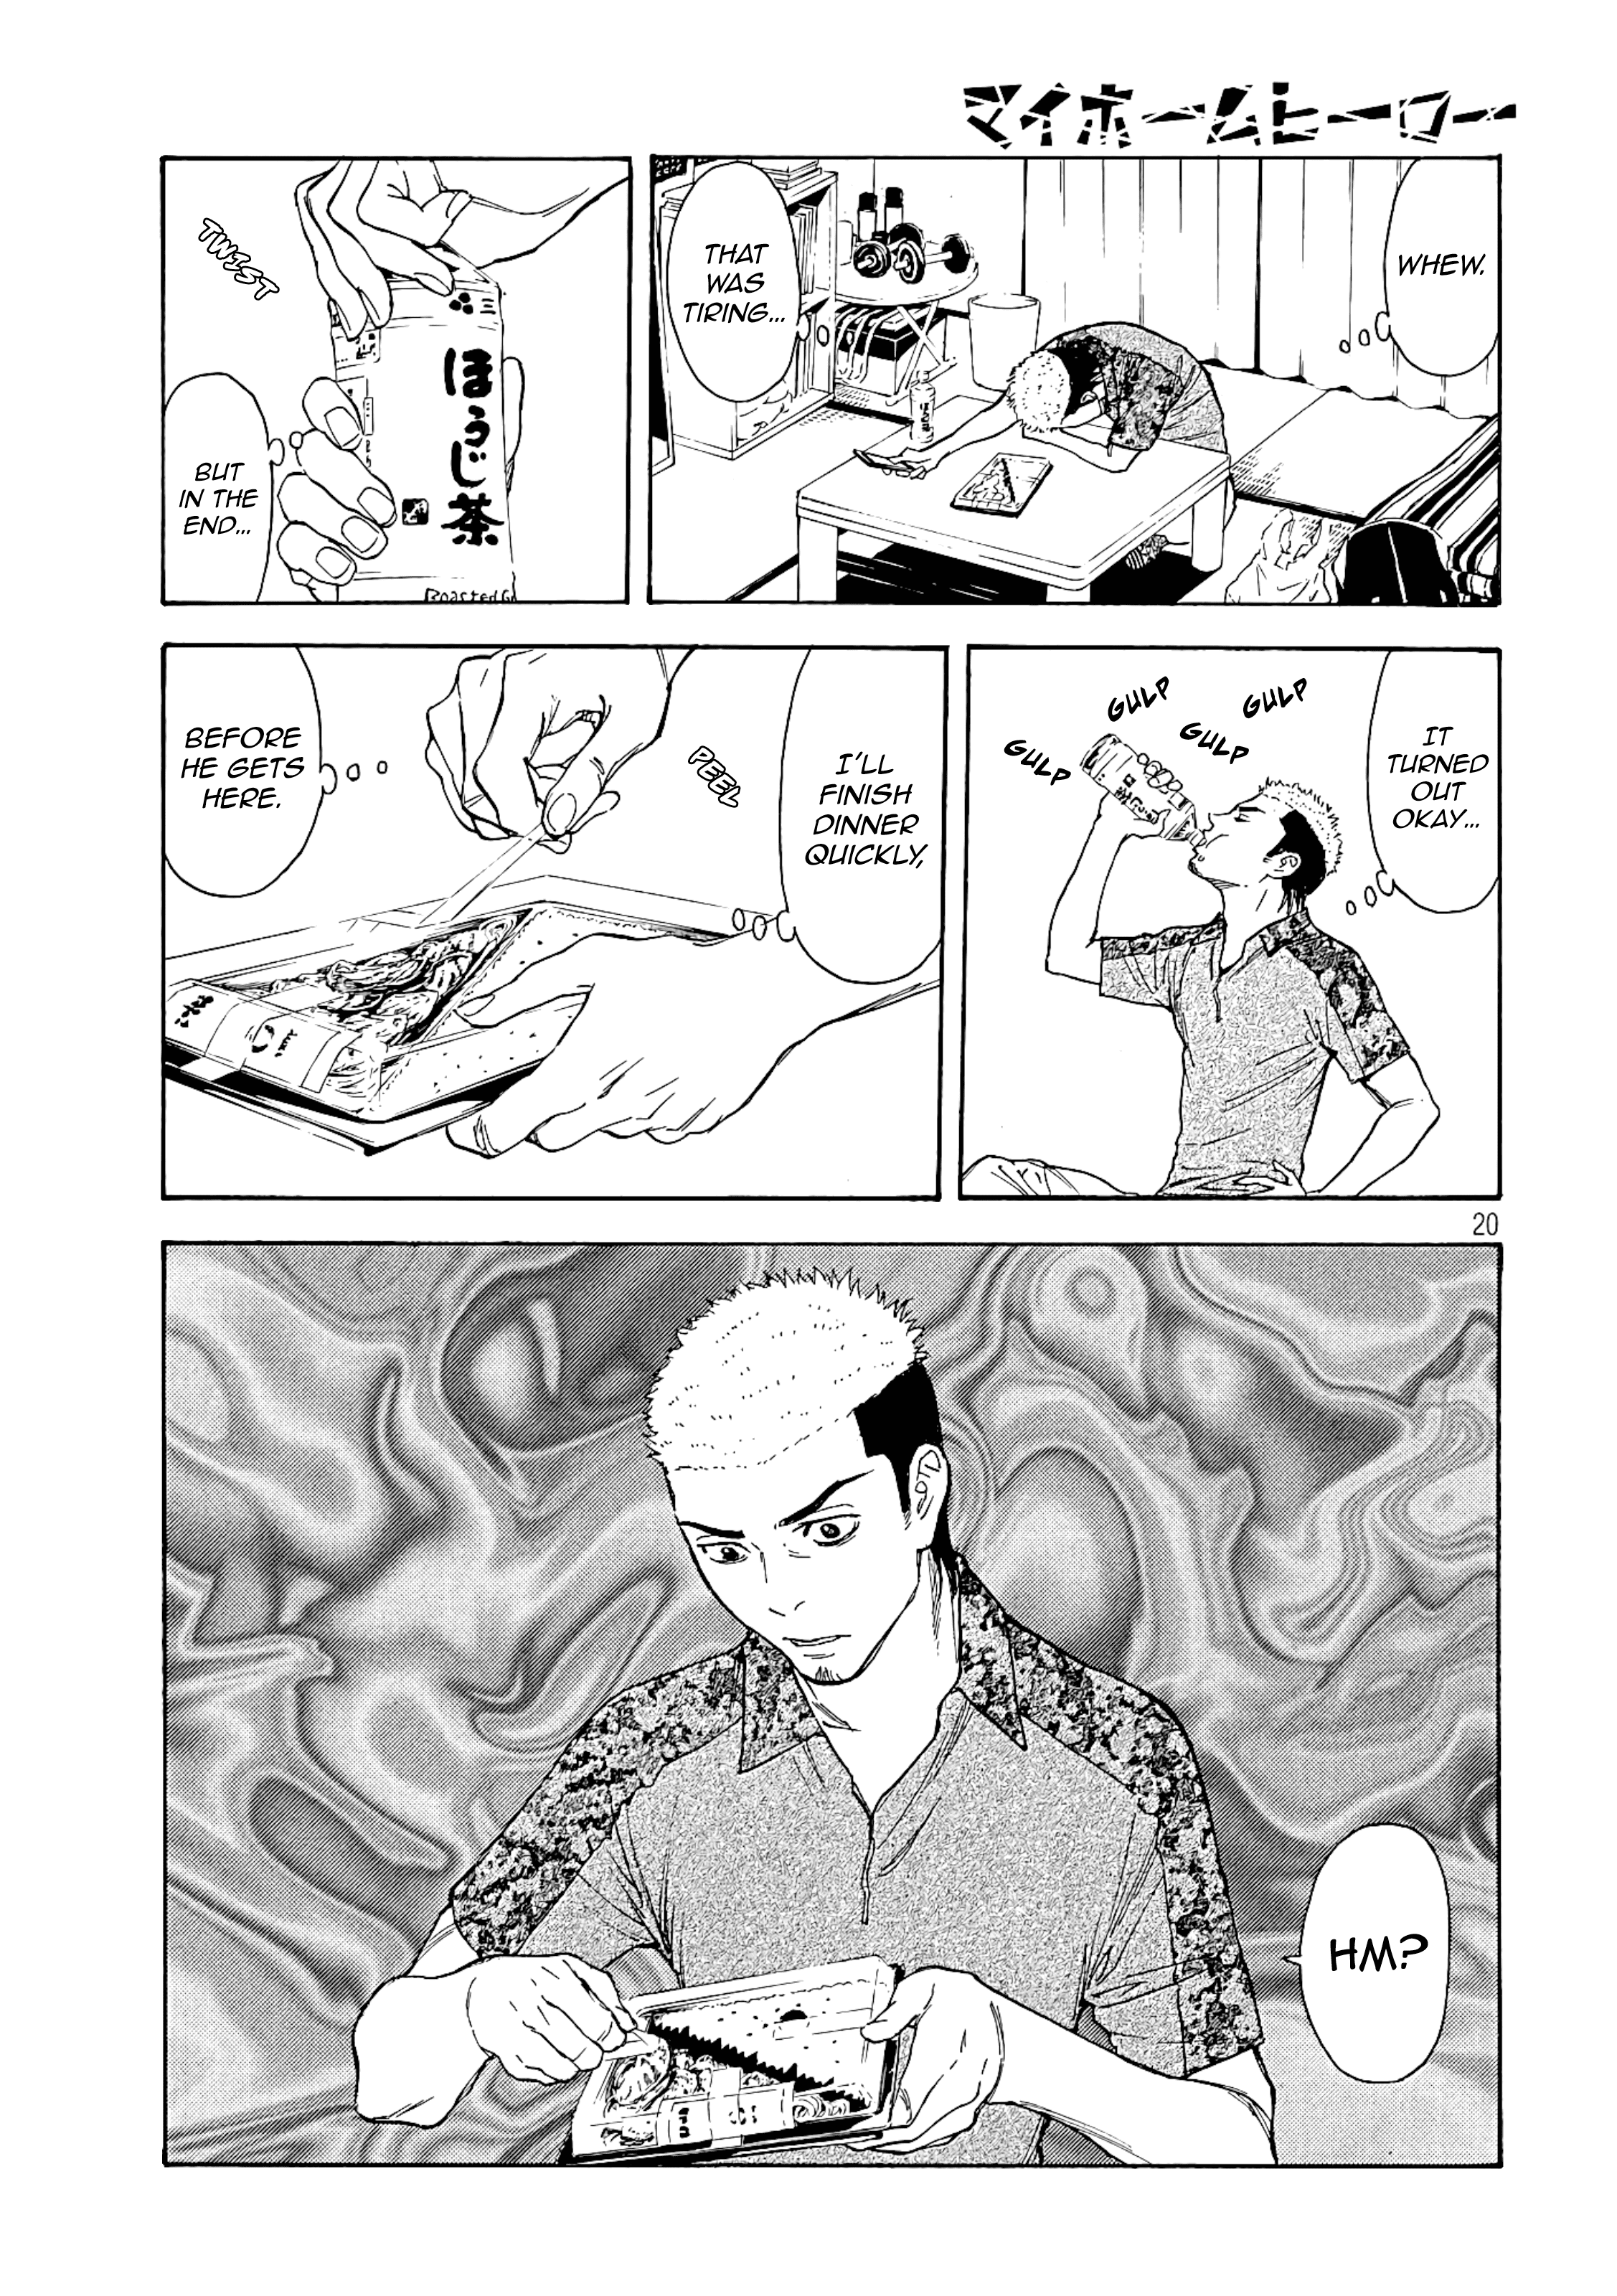 マイホームヒーロー
WHEW.
THAT
WAS
TIRING...
TWIST
三
ほうじ茶
Roasted G
BUT
IN THE
END...
IT
TURNED
OUT
OKAY...
GULP
GULP
GULP
GULP
I'LL
FINISH
DINNER
QUICKLY,
PEEL
BEFORE
HE GETS
HERE.
20
HM?